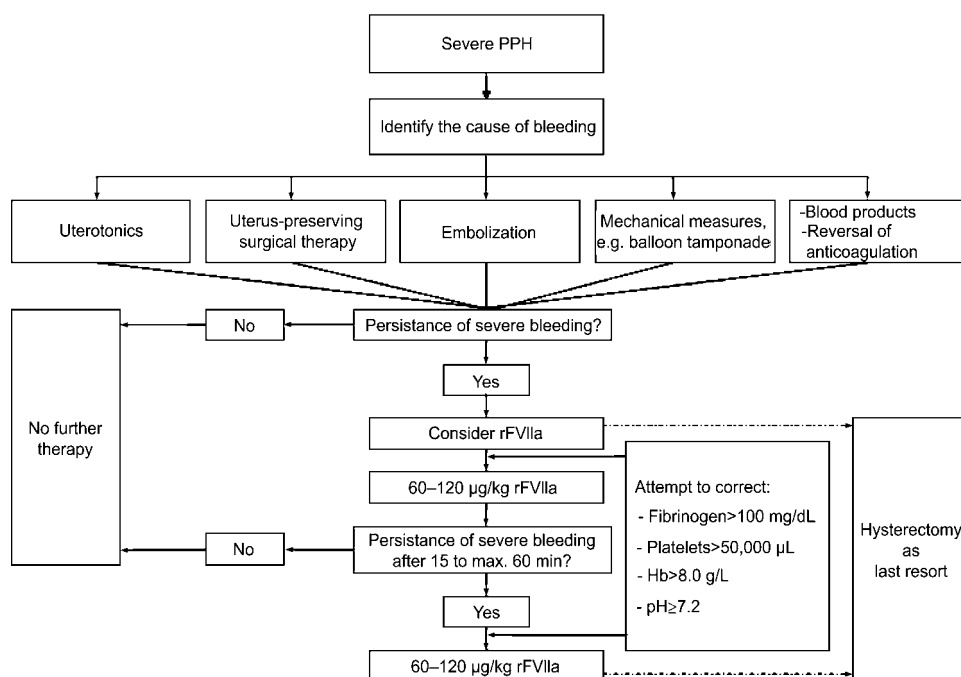 Severe PPH
Identify the cause of bleeding
Uterotonics
Uterus-preserving
surgical therapy
Embolization
Mechanical measures,
e.g. balloon tamponade
-Blood products
-Reversal of
anticoagulation
No
Persistance of severe bleeding?
Yes
No further
therapy
Consider rFVIIa
60–120 µg/kg rFVIIa
Attempt to correct:
- Fibrinogen>100 mg/dL
- Platelets>50,000 µL
- Hb>8.0 g/L
- pH≥7.2
Hysterectomy
as
last resort
No
Persistance of severe bleeding
after 15 to max. 60 min?
Yes
60–120 µg/kg rFVIIa